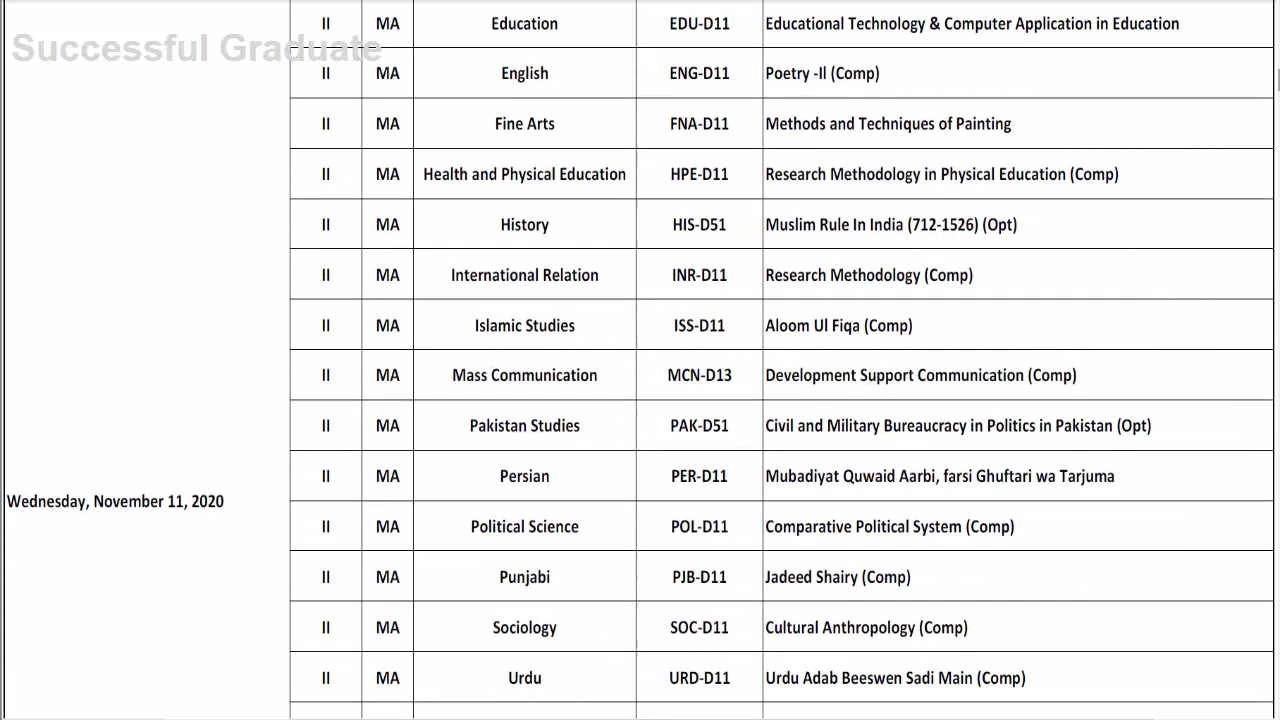 II MA Education EDU-D11 Educational Technology & Computer Application in Education
Successful Graduate
II MA English ENG-D11 Poetry -II (Comp)
II MA Fine Arts FNA-D11 Methods and Techniques of Painting
II MA Health and Physical Education HPE-D11 Research Methodology in Physical Education (Comp)
II MA History HIS-D51 Muslim Rule In India (712-1526) (Opt)
II MA International Relation INR-D11 Research Methodology (Comp)
II MA Islamic Studies ISS-D11 Aloom Ul Fiqa (Comp)
II MA Mass Communication MCN-D13 Development Support Communication (Comp)
II MA Pakistan Studies PAK-D51 Civil and Military Bureaucracy in Politics in Pakistan (Opt)
II MA Persian PER-D11 Mubadiyat Quwaid Aarbi, farsi Ghuftari wa Tarjuma
Wednesday, November 11, 2020
II MA Political Science POL-D11 Comparative Political System (Comp)
II MA Punjabi PJB-D11 Jadeed Shairy (Comp)
II MA Sociology SOC-D11 Cultural Anthropology (Comp)
II MA Urdu URD-D11 Urdu Adab Beeswen Sadi Main (Comp)